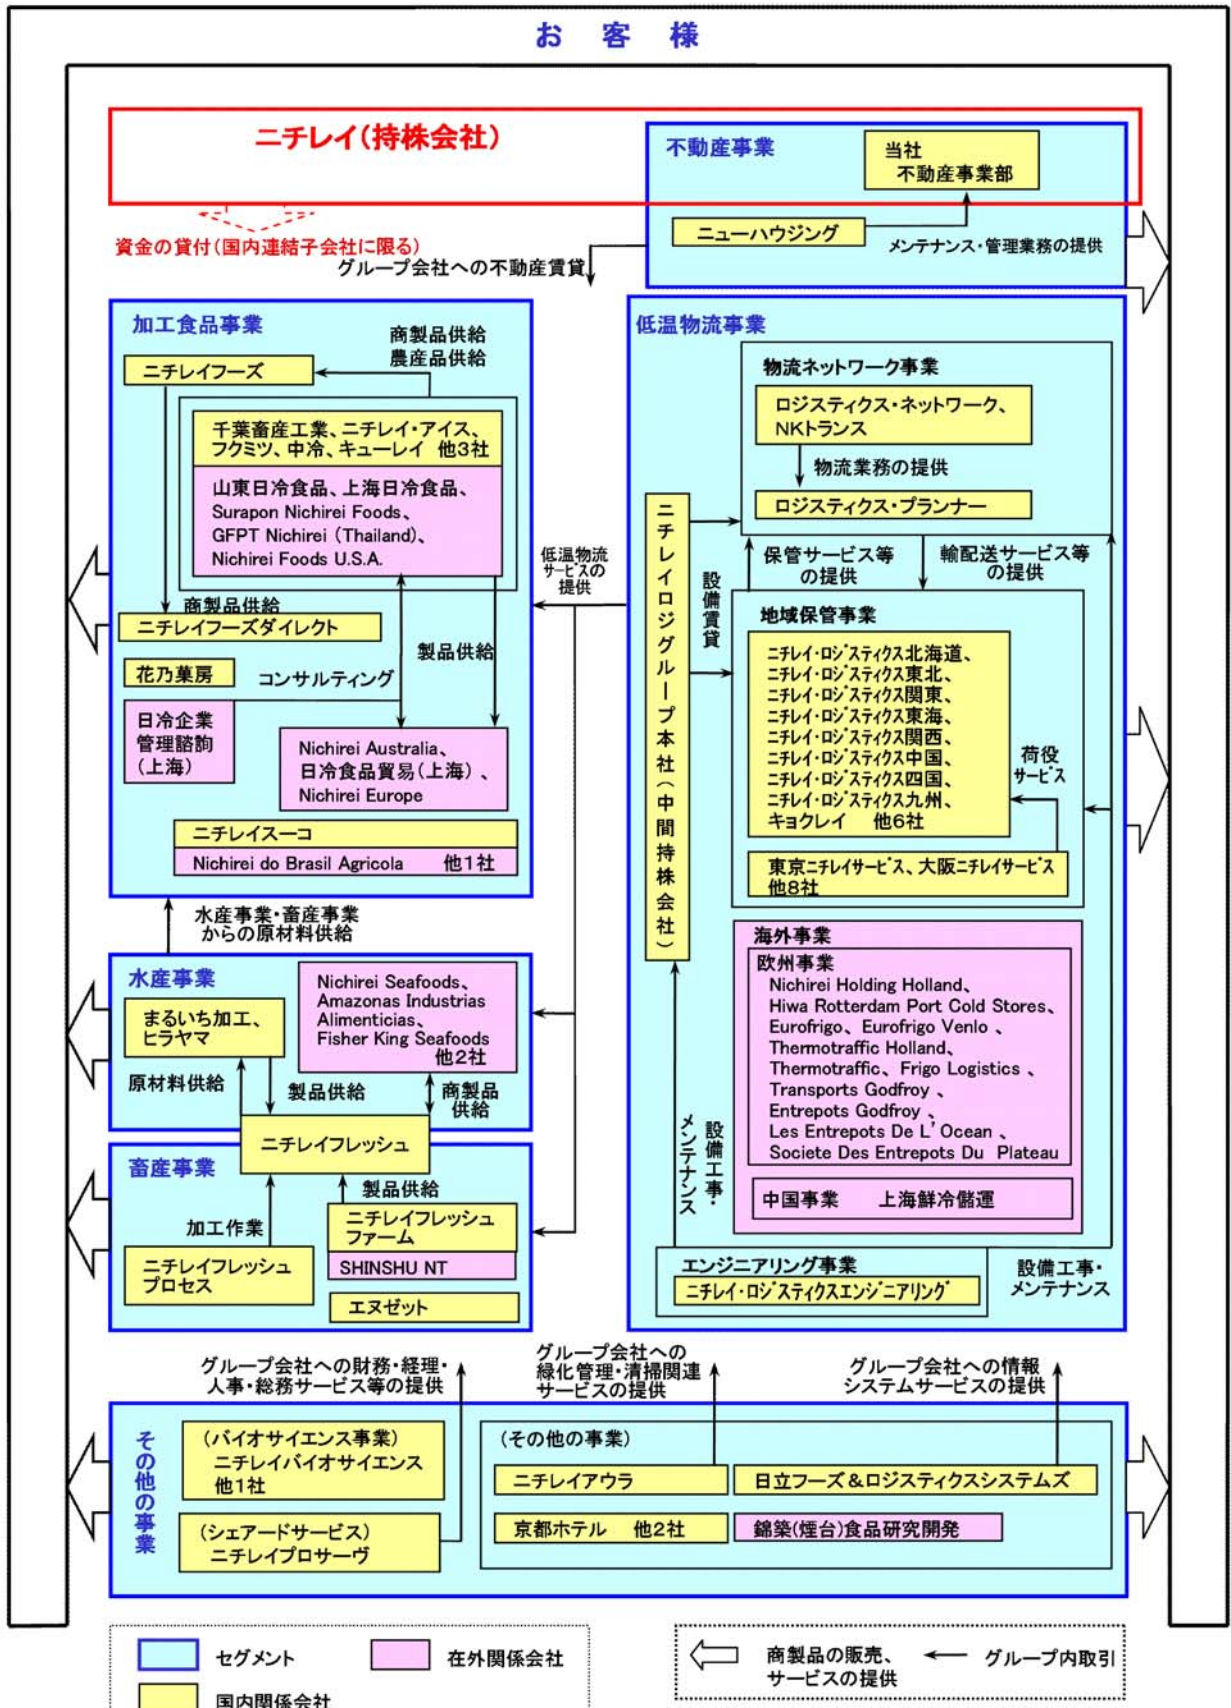 お 客 様
ニチレイ(持株会社)
不動産事業
当社
不動産事業部
ニューハウジング
メンテナンス・管理業務の提供
資金の貸付(国内連結子会社に限る)
グループ会社への不動産賃貸
加工食品事業
商製品供給
農産品供給
ニチレイフーズ
千葉畜産工業、ニチレイ・アイス、
フクミツ、中冷、キューレイ 他3社
山東日冷食品、上海日冷食品、
Surapon Nichirei Foods、
GFPT Nichirei (Thailand)、
Nichirei Foods U.S.A.
商製品供給
ニチレイフーズダイレクト
花乃菓房
コンサルティング
製品供給
日冷企業
管理諮詢
(上海)
Nichirei Australia、
日冷食品貿易(上海) 、
Nichirei Europe
ニチレイスーコ
Nichirei do Brasil Agricola 他1社
水産事業・畜産事業
からの原材料供給
低温物流
サービスの
提供
低温物流事業
物流ネットワーク事業
ロジスティクス・ネットワーク、
NKトランス
物流業務の提供
ロジスティクス・プランナー
保管サービス等
の提供
輸配送サービス等
の提供
ニチレイロジグループ本社(中間持株会社)
設備賃貸
地域保管事業
ニチレイ・ロジスティクス北海道、
ニチレイ・ロジスティクス東北、
ニチレイ・ロジスティクス関東、
ニチレイ・ロジスティクス東海、
ニチレイ・ロジスティクス関西、
ニチレイ・ロジスティクス中国、
ニチレイ・ロジスティクス四国、
ニチレイ・ロジスティクス九州、
キョクレイ 他6社
荷役
サービス
東京ニチレイサービス、大阪ニチレイサービス
他8社
海外事業
欧州事業
Nichirei Holding Holland、
Hiwa Rotterdam Port Cold Stores、
Eurofrigo、Eurofrigo Venlo 、
Thermotraffic Holland、
Thermotraffic、Frigo Logistics 、
Transports Godfroy 、
Entrepots Godfroy 、
Les Entrepots De L'Ocean 、
Societe Des Entrepots Du Plateau
中国事業 上海鮮冷儲運
設備工事・
メンテナンス
エンジニアリング事業
ニチレイ・ロジスティクスエンジニアリング
設備工事・
メンテナンス
水産事業
まるいち加工、
ヒラヤマ
Nichirei Seafoods、
Amazonas Industrias
Alimenticias、
Fisher King Seafoods
他2社
原材料供給
製品供給
商製品
供給
ニチレイフレッシュ
畜産事業
製品供給
加工作業
ニチレイフレッシュ
ファーム
SHINSHU NT
ニチレイフレッシュ
プロセス
エヌゼット
グループ会社への財務・経理・
人事・総務サービス等の提供
グループ会社への
緑化管理・清掃関連
サービスの提供
グループ会社への情報
システムサービスの提供
その他の事業
(バイオサイエンス事業)
ニチレイバイオサイエンス
他1社
(シェアードサービス)
ニチレイプロサーヴ
(その他の事業)
ニチレイアウラ
日立フーズ&ロジスティクスシステムズ
京都ホテル 他2社
錦築(煙台)食品研究開発
セグメント
在外関係会社
国内関係会社
商製品の販売、
サービスの提供
グループ内取引